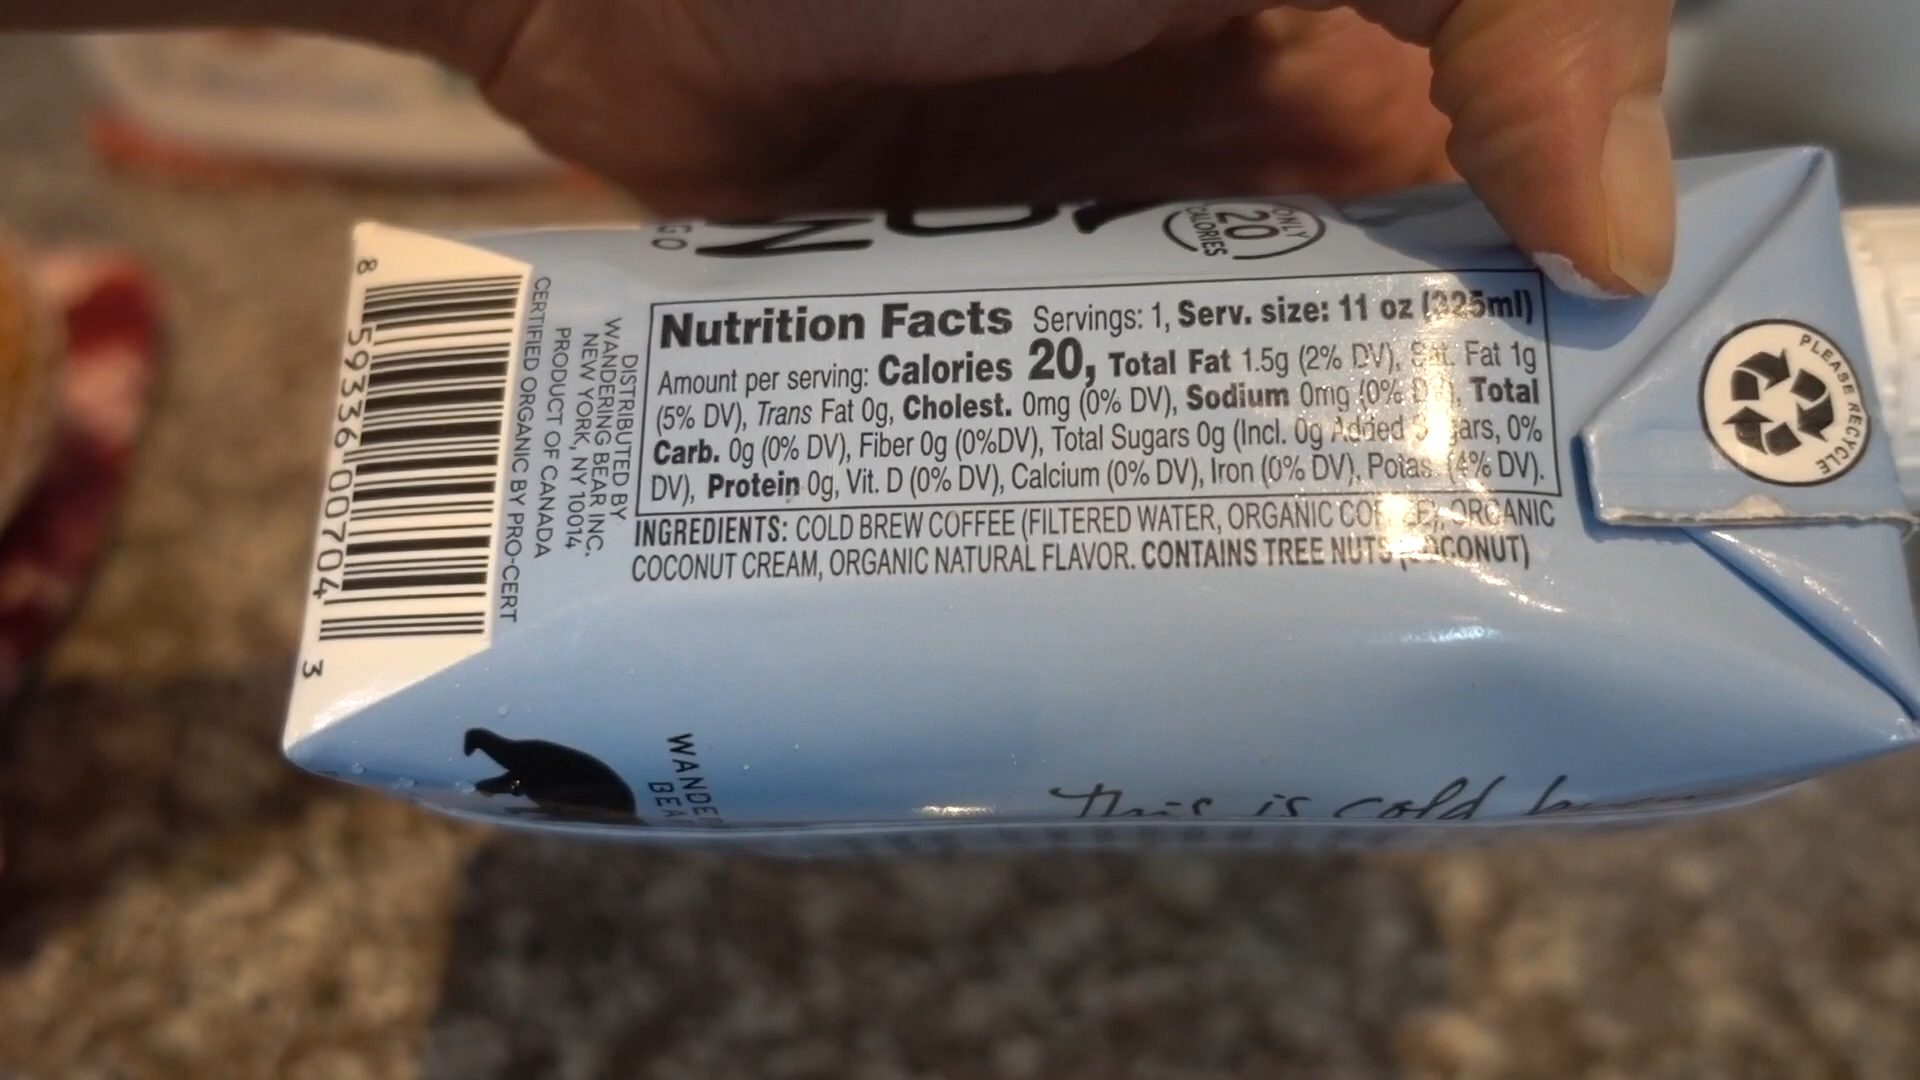 ONLY
20
CALORIES
Nutrition Facts Servings: 1, Serv. size: 11 oz (325ml)
Amount per serving: Calories 20, Total Fat 1.5g (2% DV), Sat. Fat 1g
(5% DV), Trans Fat 0g, Cholest. 0mg (0% DV), Sodium 0mg (0% DV), Total
Carb. 0g (0% DV), Fiber 0g (0%DV), Total Sugars 0g (Incl. 0g Added Sugars, 0%
DV), Protein 0g, Vit. D (0% DV), Calcium (0% DV), Iron (0% DV), Potas. (4% DV).
INGREDIENTS: COLD BREW COFFEE (FILTERED WATER, ORGANIC COFFEE), ORGANIC
COCONUT CREAM, ORGANIC NATURAL FLAVOR. CONTAINS TREE NUTS (COCONUT)
DISTRIBUTED BY
WANDERING BEAR INC.
NEW YORK, NY 10014
PRODUCT OF CANADA
CERTIFIED ORGANIC BY PRO-CERT
8 59336 00704 3
PLEASE RECYCLE
This is cold